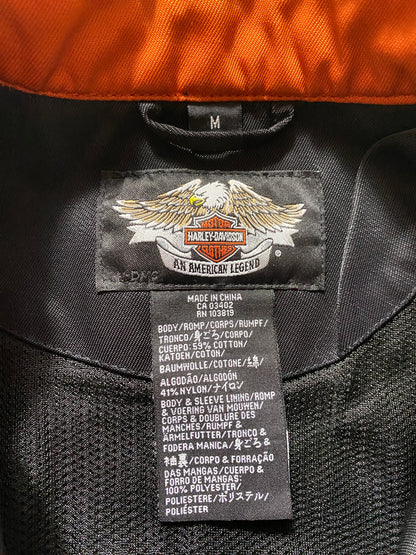 M
MOTOR
HARLEY-DAVIDSON
CLOTHES
AN AMERICAN LEGEND
®
MADE IN CHINA
CA 03402
RN 103819
BODY/ROMP/CORPS/RUMPF/
TRONCO/身ごろ/CORPO/
CUERPO: 59% COTTON/
KATOEN/COTON/
BAUMWOLLE/COTONE/綿/
ALGODÃO/ALGODÓN
41% NYLON/ナイロン
BODY & SLEEVE LINING/ROMP
& VOERING VAN MOUWEN/
CORPS & DOUBLURE DES
MANCHES/RUMPF &
ÄRMELFUTTER/TRONCO &
FODERA MANICA/身ごろ&
袖裏/CORPO & FORRAÇÃO
DAS MANGAS/CUERPO &
FORRO DE MANGAS:
100% POLYESTER/
POLIESTERE/ポリステル/
POLIÉSTER